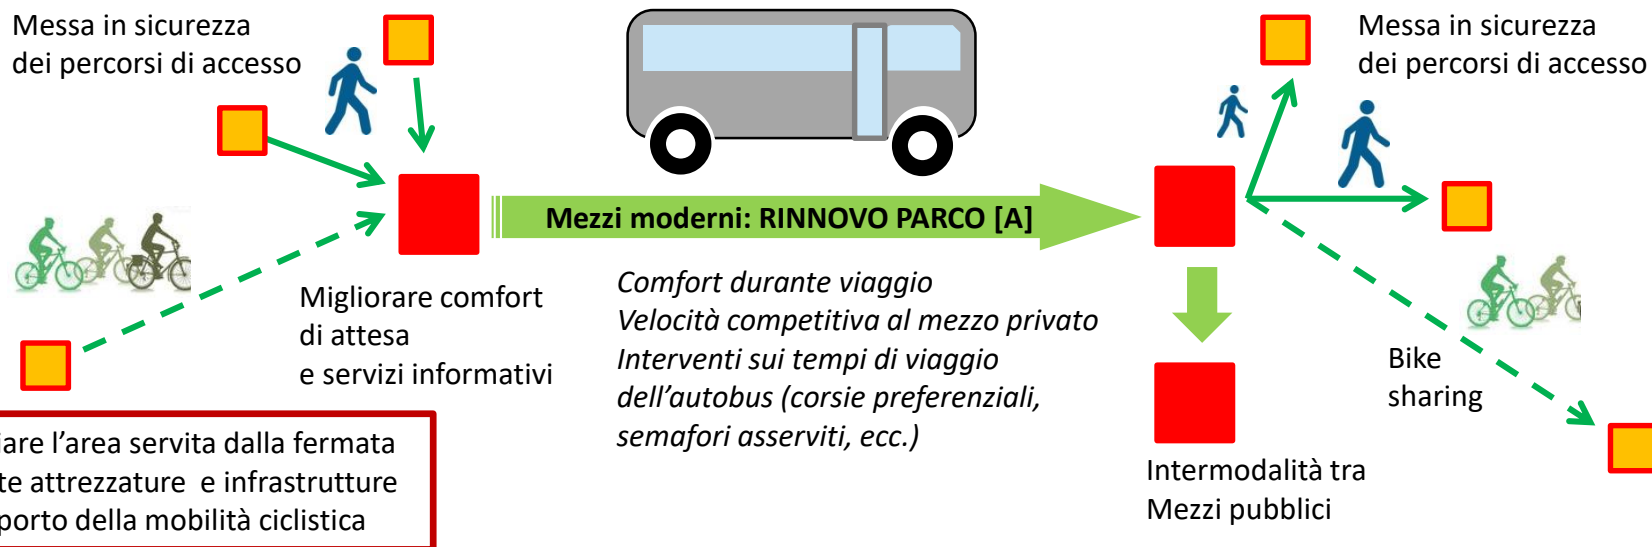 Messa in sicurezza
dei percorsi di accesso
Messa in sicurezza
dei percorsi di accesso
Mezzi moderni: RINNOVO PARCO [A]
Migliorare comfort
di attesa
e servizi informativi
Comfort durante viaggio
Velocità competitiva al mezzo privato
Interventi sui tempi di viaggio
dell’autobus (corsie preferenziali,
semafori asserviti, ecc.)
Bike
sharing
Intermodalità tra
Mezzi pubblici
l’area servita dalla fermata
attrezzature e infrastrutture
della mobilità ciclistica